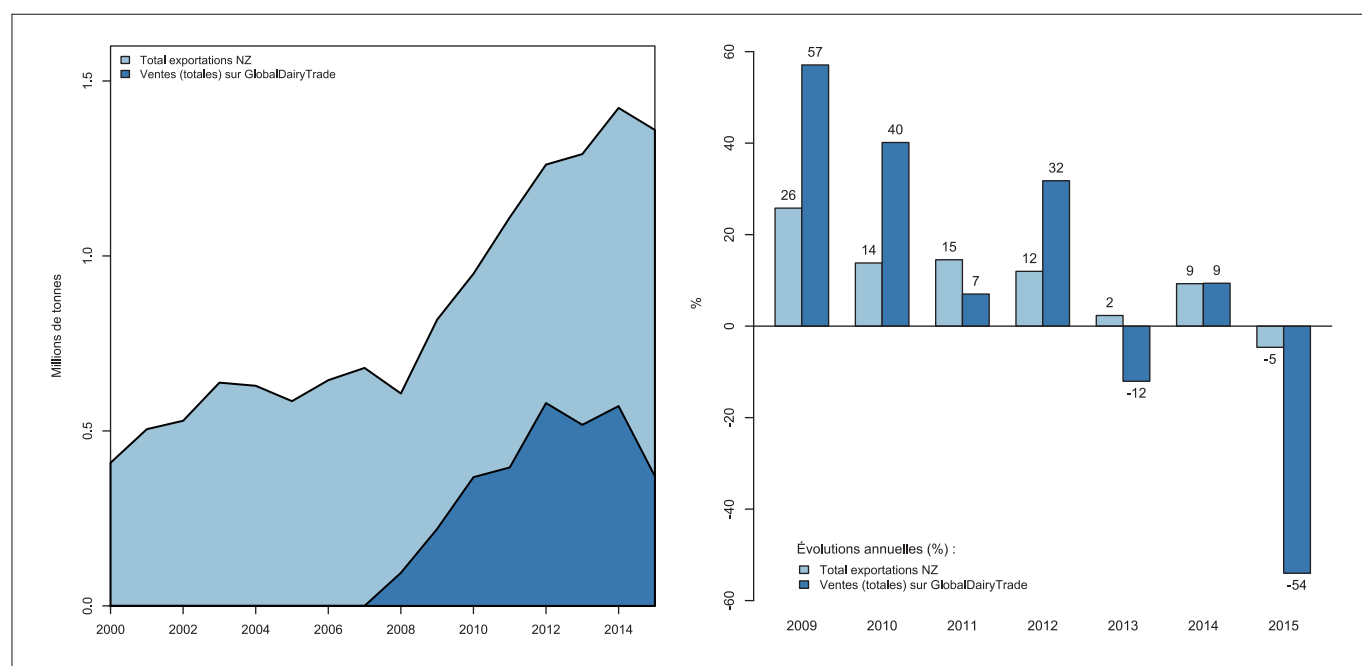 Total exportations NZ
Ventes (totales) sur GlobalDairyTrade
Millions de tonnes
1.5
1.0
0.5
0.0
2000 2002 2004 2006 2008 2010 2012 2014
%
60
40
20
0
-20
-40
-60
26 57
14 40
15 7
12 32
2 -12
9 9
-5 -54
Évolutions annuelles (%) :
Total exportations NZ
Ventes (totales) sur GlobalDairyTrade
2009 2010 2011 2012 2013 2014 2015